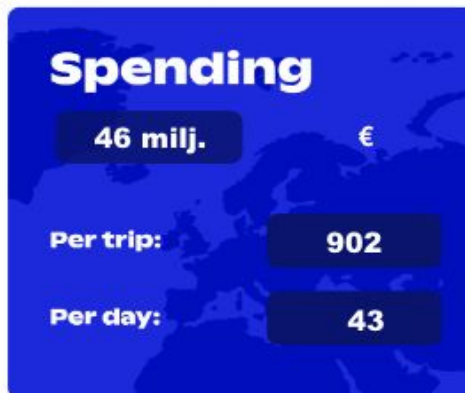 Spending
46 milj. €
Per trip: 902
Per day: 43